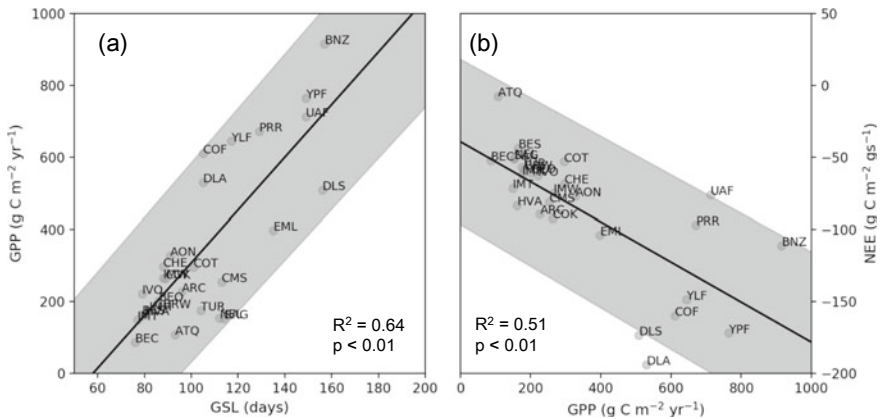 (a)
1000
800
600
400
200
0
GPP (g C m⁻² yr⁻¹)
BNZ
YPF
UAF
PRR
YLF
COF
DLA
DLS
EML
AON
CHE
COT
CMS
IVO
ARC
TUR
ATQ
BEC
R² = 0.64
p < 0.01
60 80 100 120 140 160 180 200
GSL (days)
(b)
50
0
−50
−100
−150
−200
NEE (g C m⁻² gs⁻¹)
ATQ
BES
BEC
COT
IMT
CHE
IMW
AON
UAF
HVA
CMS
ARC
COK
EML
PRR
BNZ
YLF
COF
DLS
YPF
DLA
R² = 0.51
p < 0.01
0 200 400 600 800 1000
GPP (g C m⁻² yr⁻¹)